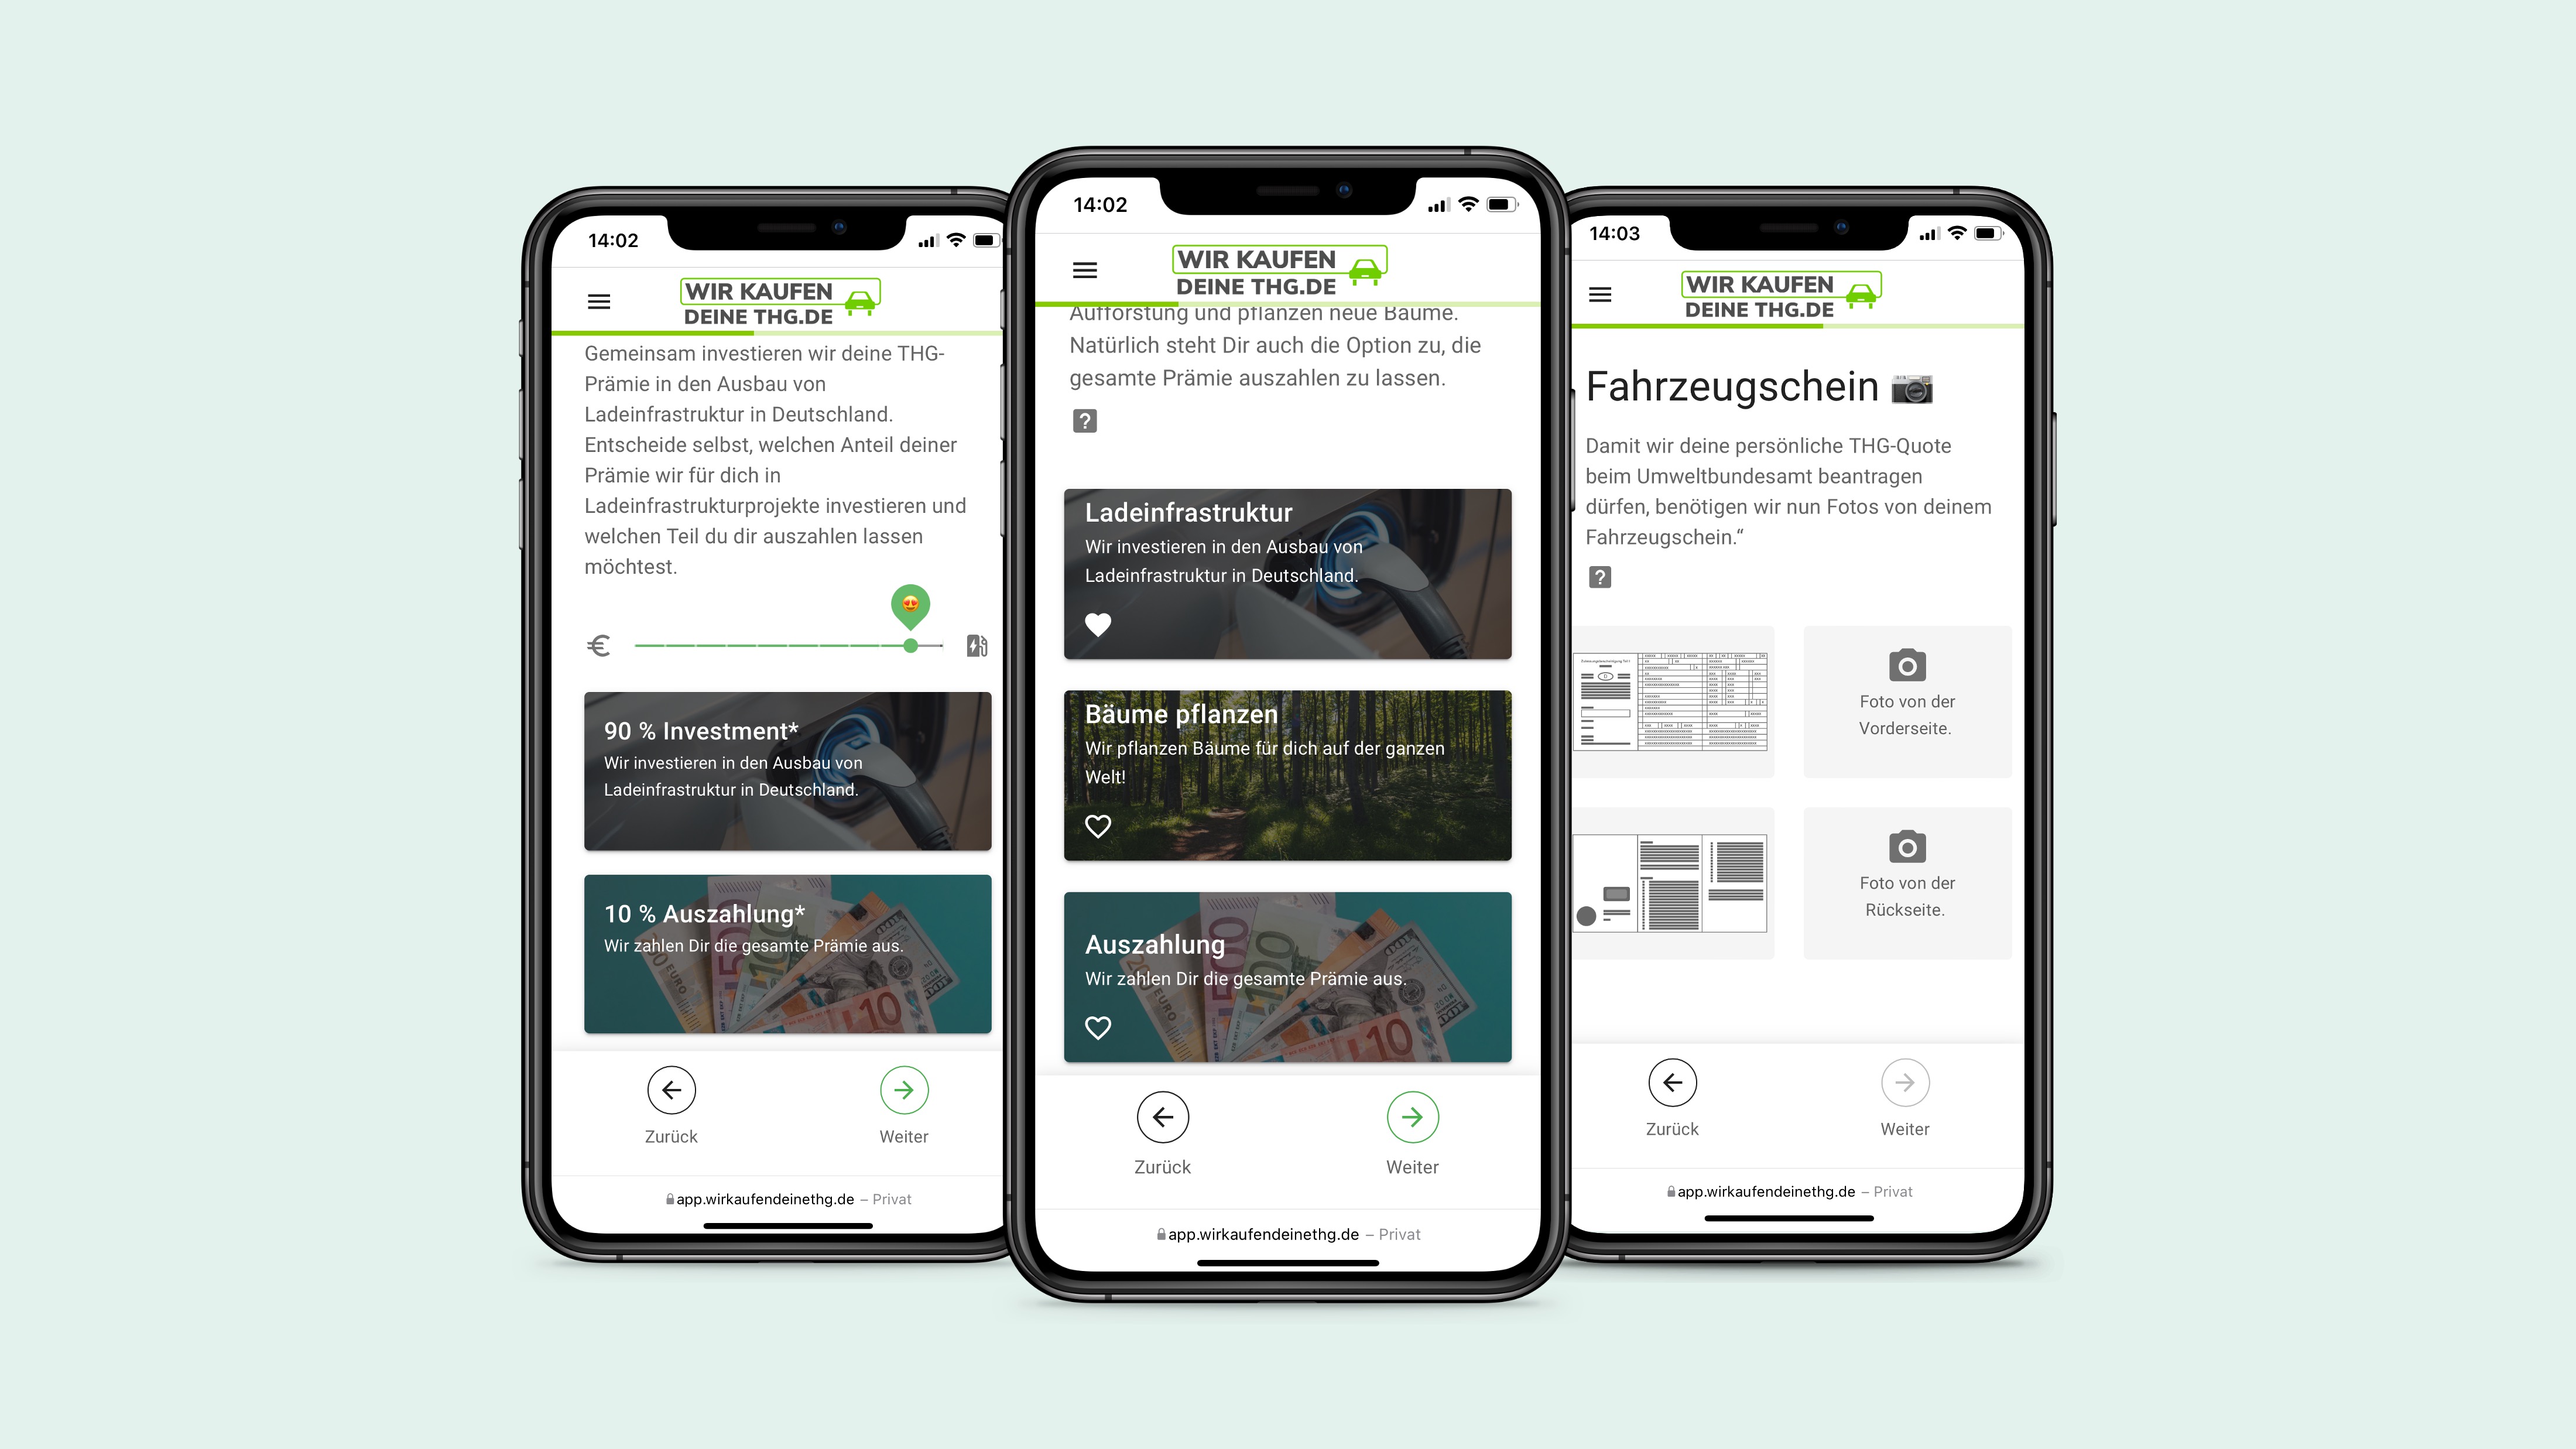 14:02
WIR KAUFEN
DEINE THG.DE
Gemeinsam investieren wir deine THG-
Prämie in den Ausbau von
Ladeinfrastruktur in Deutschland.
Entscheide selbst, welchen Anteil deiner
Prämie wir für dich in
Ladeinfrastrukturprojekte investieren und
welchen Teil du dir auszahlen lassen
möchtest.
€
90 % Investment*
Wir investieren in den Ausbau von
Ladeinfrastruktur in Deutschland.
10 % Auszahlung*
Wir zahlen Dir die gesamte Prämie aus.
Zurück
Weiter
app.wirkaufendeinethg.de – Privat
14:02
WIR KAUFEN
DEINE THG.DE
Aufforstung und pflanzen neue Bäume.
Natürlich steht Dir auch die Option zu, die
gesamte Prämie auszahlen zu lassen.
?
Ladeinfrastruktur
Wir investieren in den Ausbau von
Ladeinfrastruktur in Deutschland.
Bäume pflanzen
Wir pflanzen Bäume für dich auf der ganzen
Welt!
Auszahlung
Wir zahlen Dir die gesamte Prämie aus.
Zurück
Weiter
app.wirkaufendeinethg.de – Privat
14:03
WIR KAUFEN
DEINE THG.DE
Fahrzeugschein
Damit wir deine persönliche THG-Quote
beim Umweltbundesamt beantragen
dürfen, benötigen wir nun Fotos von deinem
Fahrzeugschein.“
?
Foto von der
Vorderseite.
Foto von der
Rückseite.
Zurück
Weiter
app.wirkaufendeinethg.de – Privat